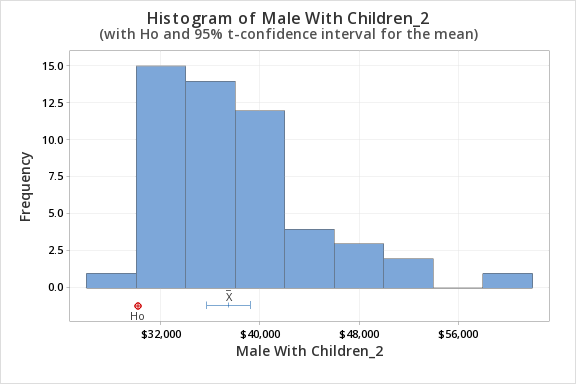 Histogram of Male With Children_2
(with Ho and 95% t-confidence interval for the mean)
Frequency
15.0
12.5
10.0
7.5
5.0
2.5
0.0
X̄
Ho
$32,000 $40,000 $48,000 $56,000
Male With Children_2